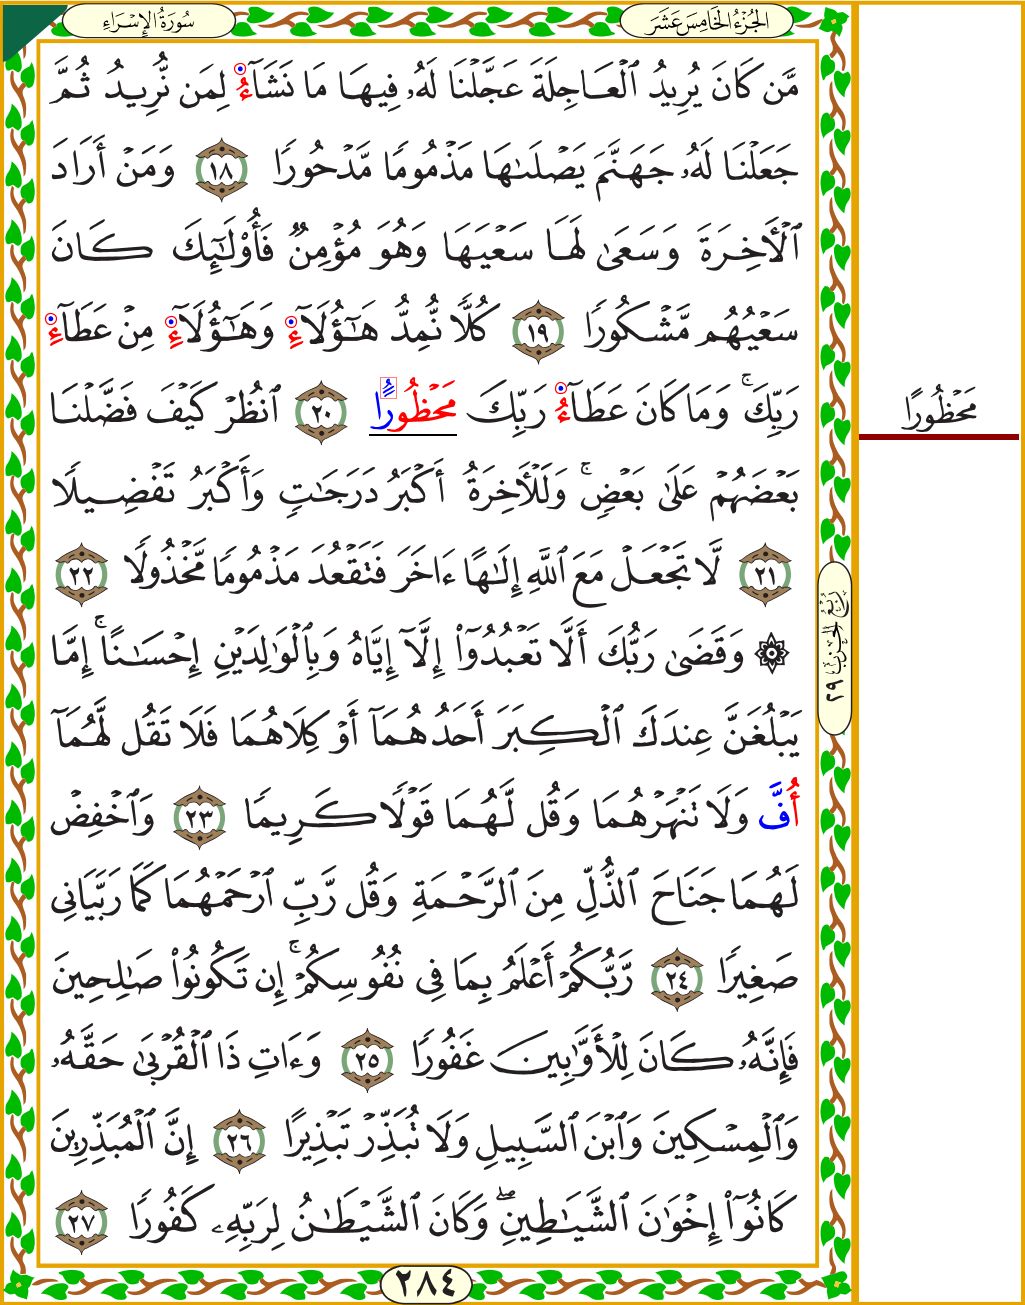 الجُزْءُ الخَامِسَ عَشَرَ
سُورَةُ الإِسْرَاءِ
مَّن كَانَ يُرِيدُ ٱلۡعَاجِلَةَ عَجَّلۡنَا لَهُۥ فِيهَا مَا نَشَآءُ لِمَن نُّرِيدُ ثُمَّ
جَعَلۡنَا لَهُۥ جَهَنَّمَ يَصۡلَىٰهَا مَذۡمُومٗا مَّدۡحُورٗا ١٨ وَمَنۡ أَرَادَ
ٱلۡأٓخِرَةَ وَسَعَىٰ لَهَا سَعۡيَهَا وَهُوَ مُؤۡمِنٞ فَأُوْلَٰٓئِكَ كَانَ
سَعۡيُهُم مَّشۡكُورٗا ١٩ كُلّٗا نُّمِدُّ هَٰٓؤُلَآءِ وَهَٰٓؤُلَآءِ مِنۡ عَطَآءِ
رَبِّكَۚ وَمَا كَانَ عَطَآءُ رَبِّكَ مَحۡظُورًا ٢٠ ٱنظُرۡ كَيۡفَ فَضَّلۡنَا
مَحۡظُورًا
بَعۡضَهُمۡ عَلَىٰ بَعۡضٖۚ وَلَلۡأٓخِرَةُ أَكۡبَرُ دَرَجَٰتٖ وَأَكۡبَرُ تَفۡضِيلٗا
٢١ لَّا تَجۡعَلۡ مَعَ ٱللَّهِ إِلَٰهًا ءَاخَرَ فَتَقۡعُدَ مَذۡمُومٗا مَّخۡذُولٗا ٢٢
رُبْعُ الحِزْب ٢٩
۞ وَقَضَىٰ رَبُّكَ أَلَّا تَعۡبُدُوٓاْ إِلَّآ إِيَّاهُ وَبِٱلۡوَٰلِدَيۡنِ إِحۡسَٰنًاۚ إِمَّا
يَبۡلُغَنَّ عِندَكَ ٱلۡكِبَرَ أَحَدُهُمَآ أَوۡ كِلَاهُمَا فَلَا تَقُل لَّهُمَآ
أُفَّ وَلَا تَنۡهَرۡهُمَا وَقُل لَّهُمَا قَوۡلٗا كَرِيمٗا ٢٣ وَٱخۡفِضۡ
لَهُمَا جَنَاحَ ٱلذُّلِّ مِنَ ٱلرَّحۡمَةِ وَقُل رَّبِّ ٱرۡحَمۡهُمَا كَمَا رَبَّيَانِي
صَغِيرٗا ٢٤ رَّبُّكُمۡ أَعۡلَمُ بِمَا فِي نُفُوسِكُمۡۚ إِن تَكُونُواْ صَٰلِحِينَ
فَإِنَّهُۥ كَانَ لِلۡأَوَّٰبِينَ غَفُورٗا ٢٥ وَءَاتِ ذَا ٱلۡقُرۡبَىٰ حَقَّهُۥ
وَٱلۡمِسۡكِينَ وَٱبۡنَ ٱلسَّبِيلِ وَلَا تُبَذِّرۡ تَبۡذِيرًا ٢٦ إِنَّ ٱلۡمُبَذِّرِينَ
كَانُوٓاْ إِخۡوَٰنَ ٱلشَّيَٰطِينِۖ وَكَانَ ٱلشَّيۡطَٰنُ لِرَبِّهِۦ كَفُورٗا ٢٧
٢٨٤